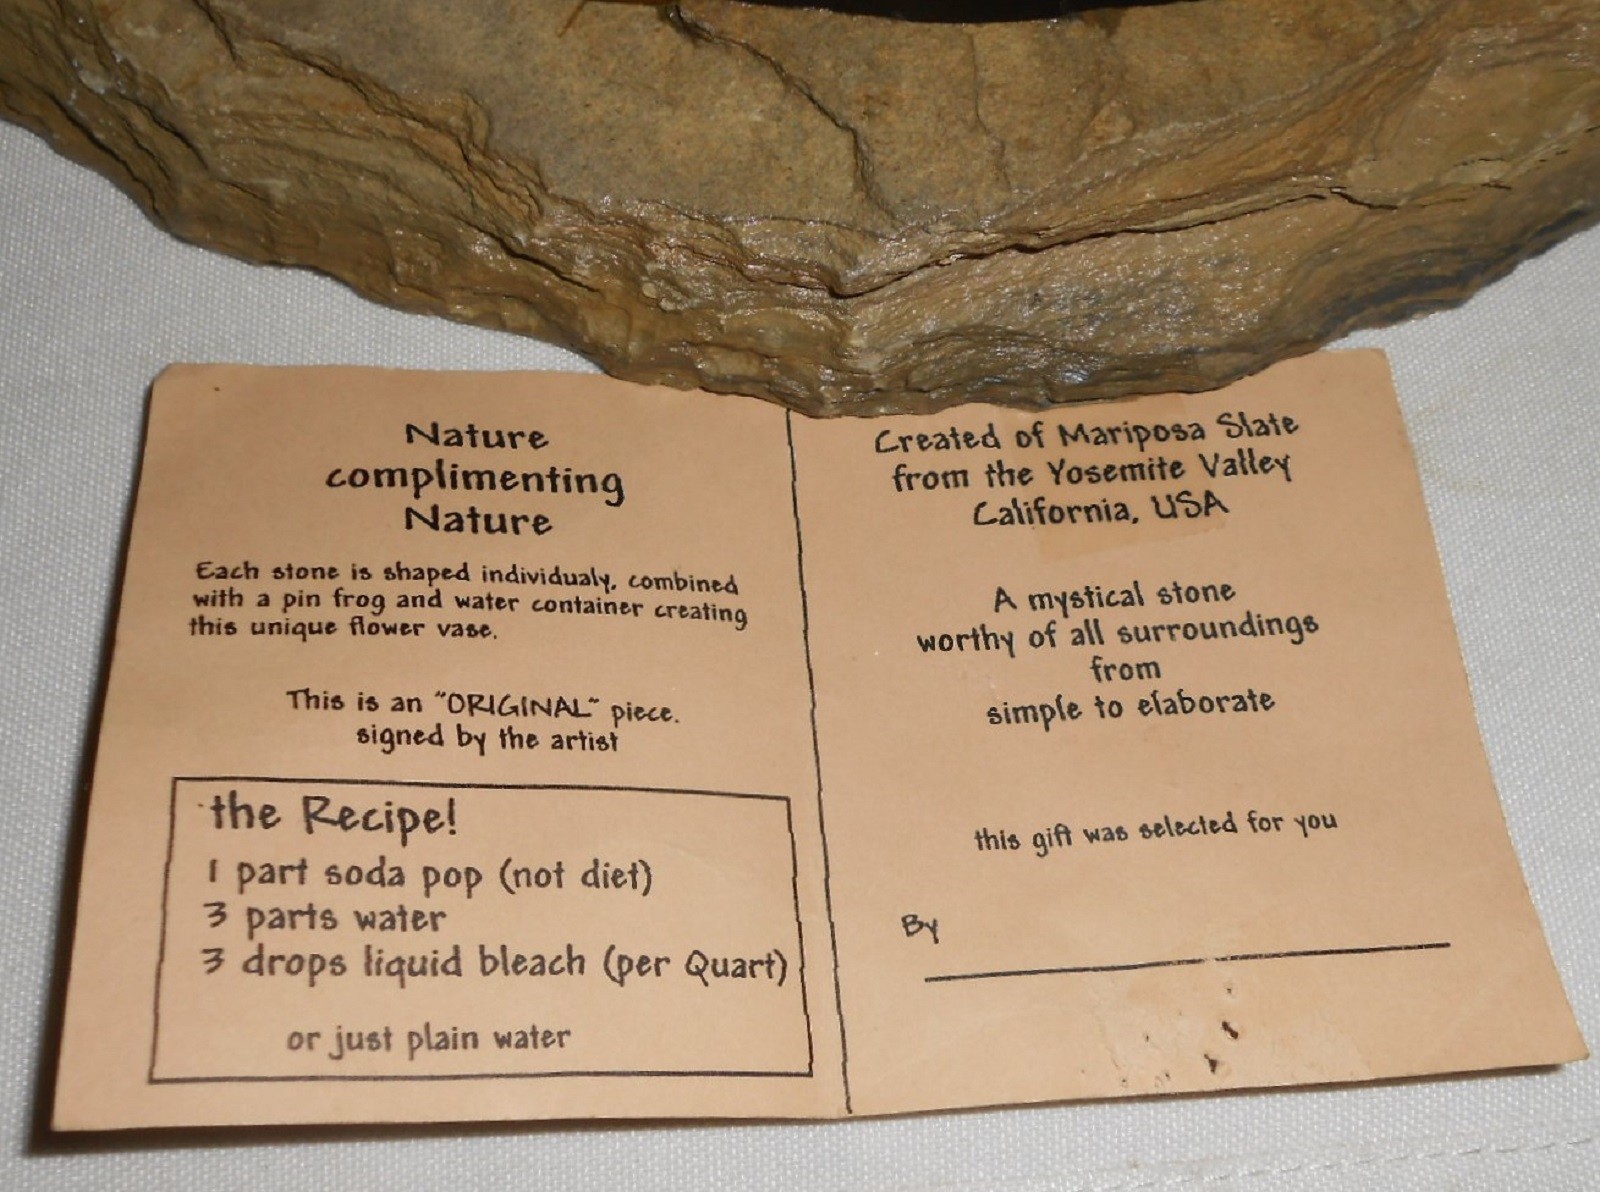 Nature
complimenting
Nature
Each stone is shaped individualy, combined
with a pin frog and water container creating
this unique flower vase.
This is an "ORIGINAL" piece.
signed by the artist
the Recipe!
1 part soda pop (not diet)
3 parts water
3 drops liquid bleach (per Quart)
or just plain water
Created of Mariposa Slate
from the Yosemite Valley
California, USA
A mystical stone
worthy of all surroundings
from
simple to elaborate
this gift was selected for you
By